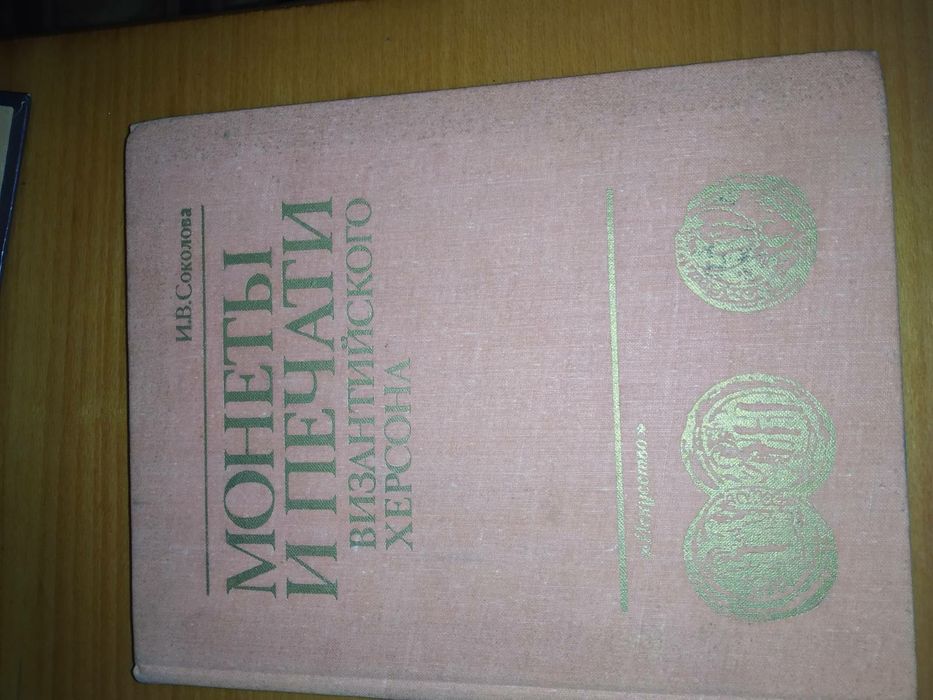 И.В.Соколова
МОНЕТЫ
И ПЕЧАТИ
ВИЗАНТИЙСКОГО
ХЕРСОНА
«Искусство»